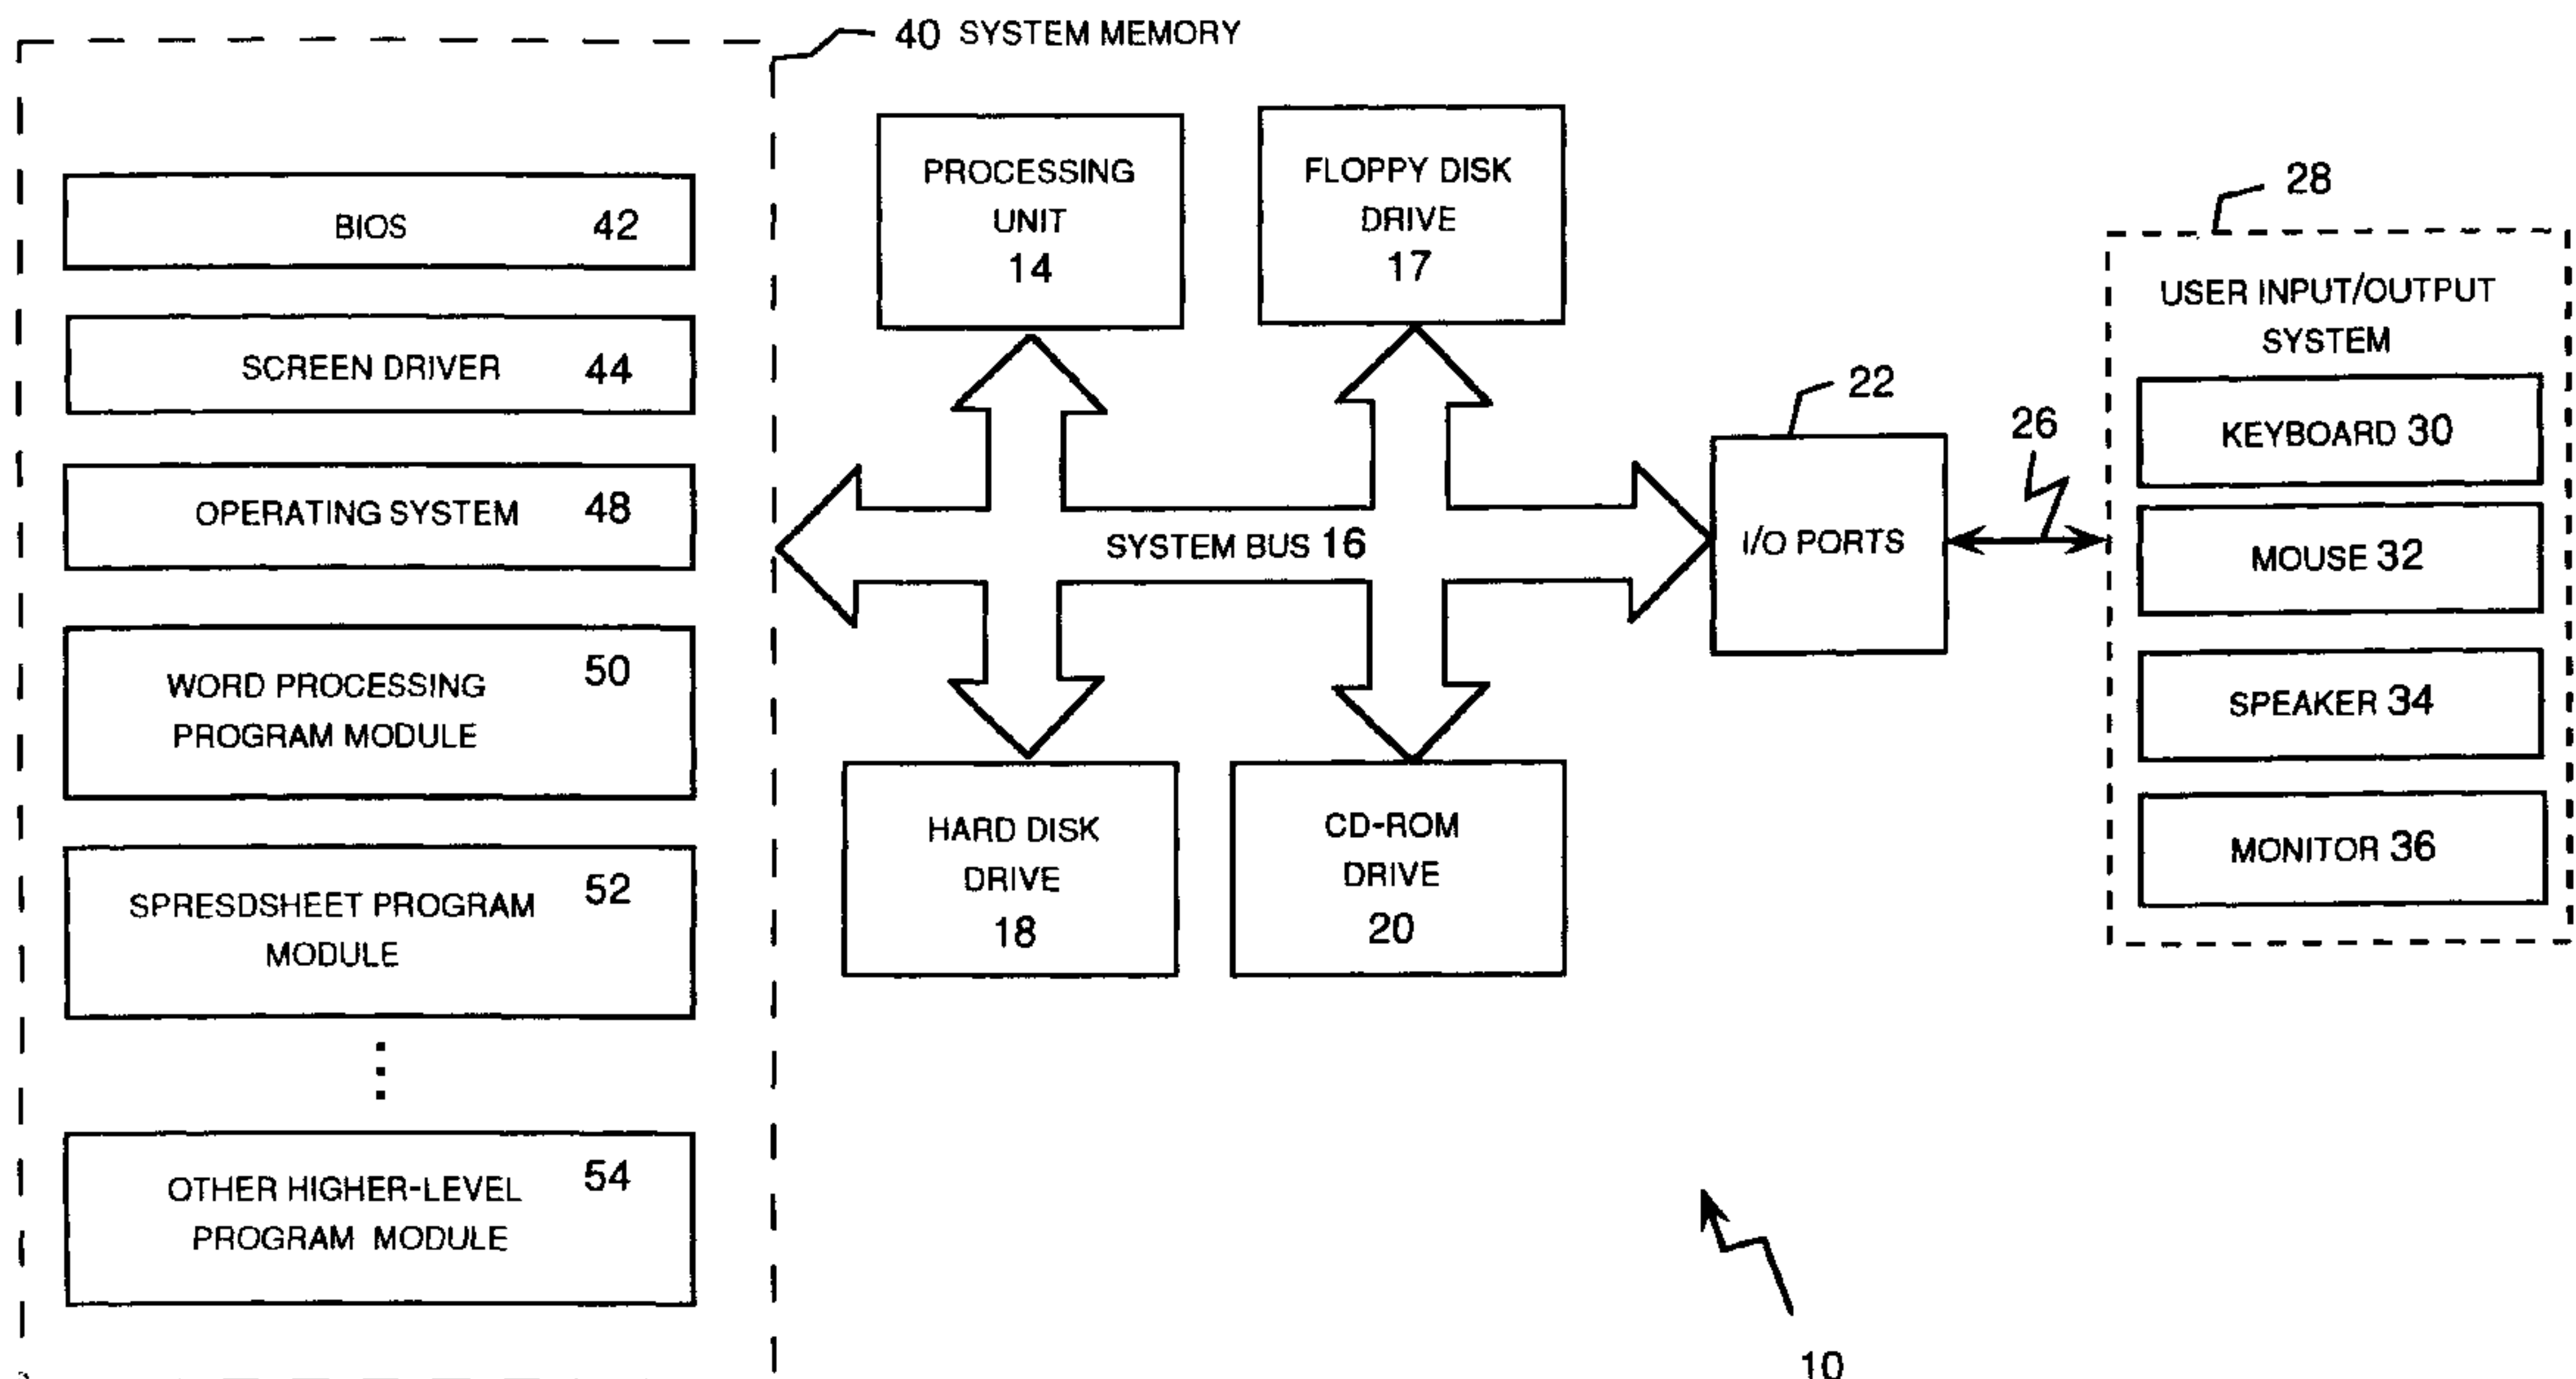 40 SYSTEM MEMORY
BIOS 42
SCREEN DRIVER 44
OPERATING SYSTEM 48
WORD PROCESSING 50
PROGRAM MODULE
SPRESDSHEET PROGRAM 52
MODULE
OTHER HIGHER-LEVEL 54
PROGRAM MODULE
PROCESSING
UNIT
14
FLOPPY DISK
DRIVE
17
SYSTEM BUS 16
HARD DISK
DRIVE
18
CD-ROM
DRIVE
20
22
I/O PORTS
26
28
USER INPUT/OUTPUT
SYSTEM
KEYBOARD 30
MOUSE 32
SPEAKER 34
MONITOR 36
10